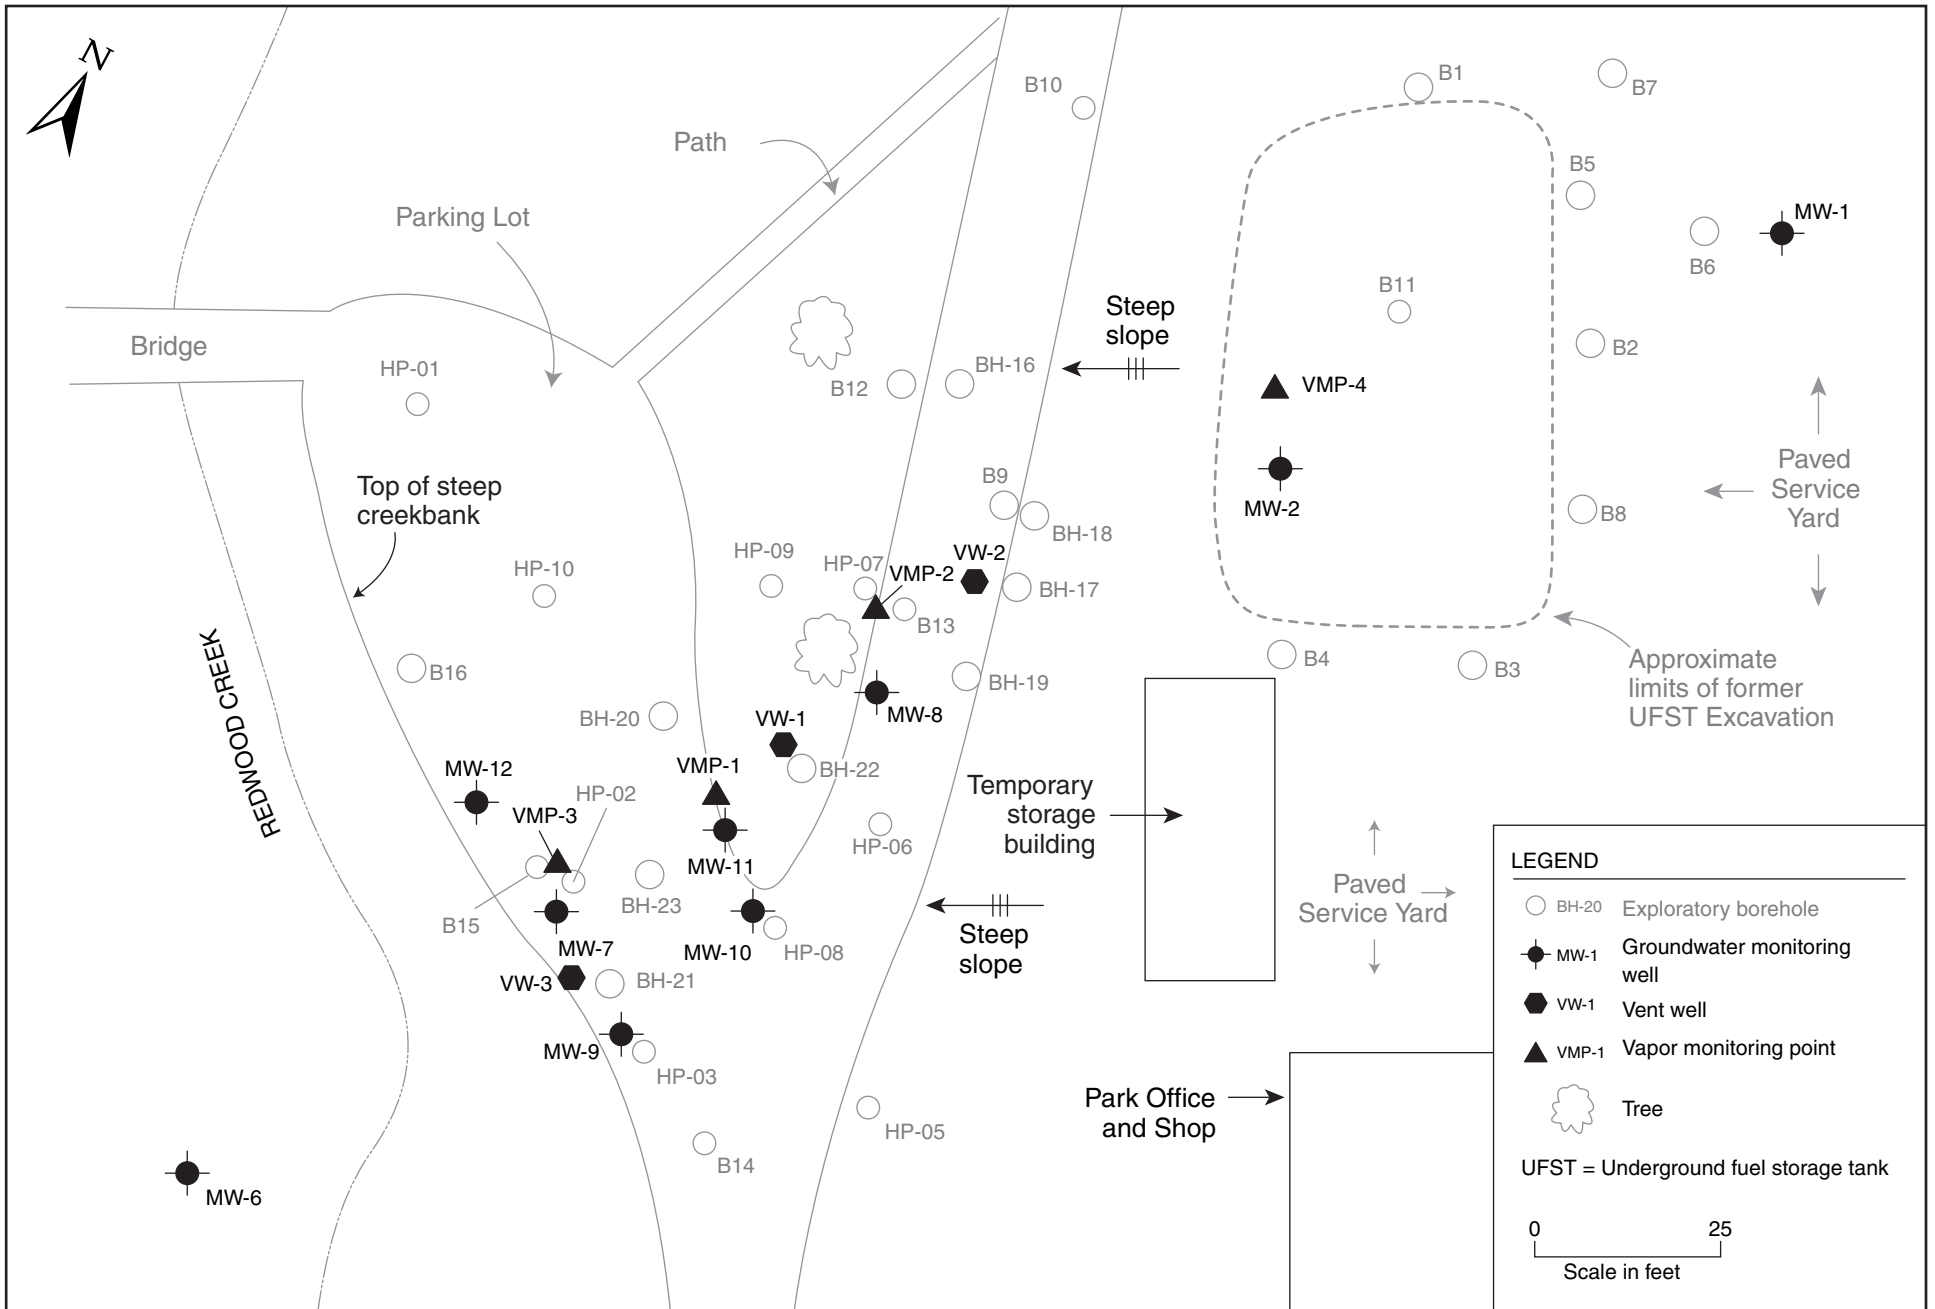 N
B10
B1
B7
Path
B5
Parking Lot
MW-1
B6
Steep
slope
B11
Bridge
B2
HP-01
BH-16
B12
VMP-4
Top of steep
creekbank
B9
Paved
Service
Yard
MW-2
B8
BH-18
HP-09
VW-2
HP-07
VMP-2
HP-10
BH-17
B13
B4
B3
Approximate
limits of former
UFST Excavation
B16
BH-19
REDWOOD CREEK
BH-20
VW-1
MW-8
MW-12
VMP-1
BH-22
HP-02
VMP-3
Temporary
storage
building
HP-06
MW-11
Paved
Service Yard
B15
BH-23
MW-7
MW-10
HP-08
Steep
slope
VW-3
BH-21
MW-9
HP-03
Park Office
and Shop
HP-05
B14
MW-6
LEGEND
BH-20 Exploratory borehole
MW-1 Groundwater monitoring
well
VW-1 Vent well
VMP-1 Vapor monitoring point
Tree
UFST = Underground fuel storage tank
0 25
Scale in feet